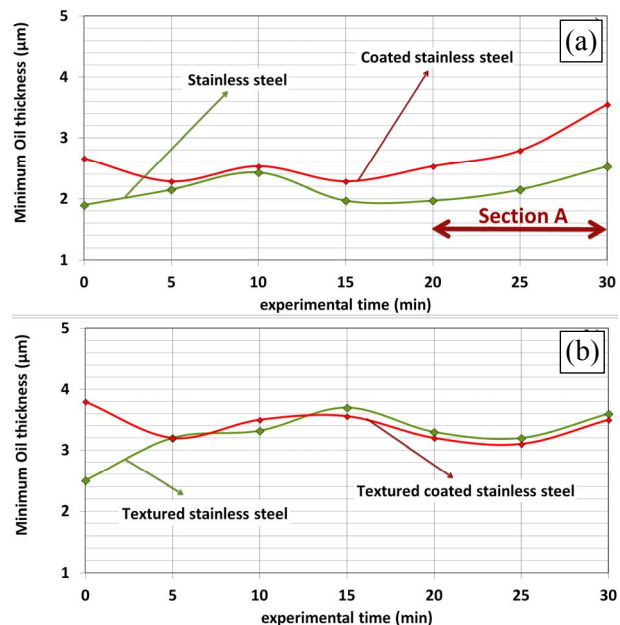 (a)
Minimum Oil thickness (µm)
5
4
3
2
1
Stainless steel
Coated stainless steel
Section A
0 5 10 15 20 25 30
experimental time (min)
(b)
Minimum Oil thickness (µm)
5
4
3
2
1
Textured stainless steel
Textured coated stainless steel
0 5 10 15 20 25 30
experimental time (min)